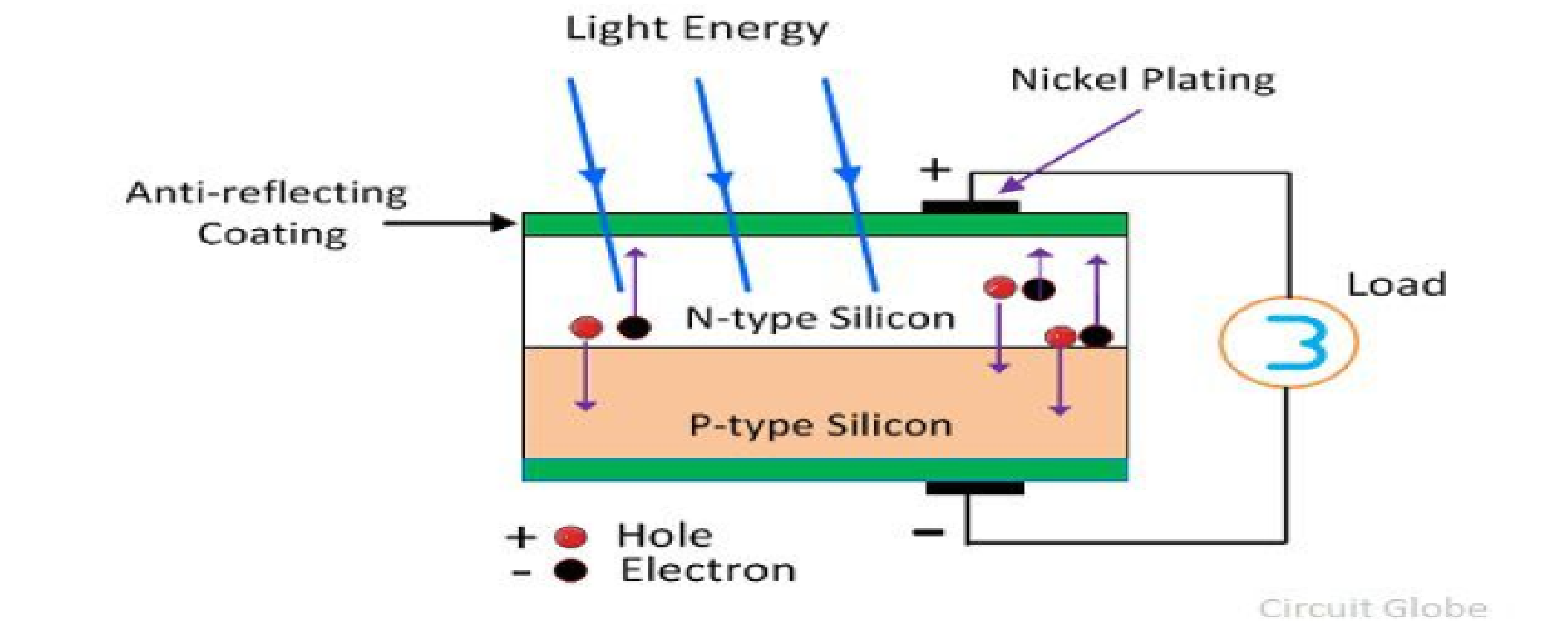 Light Energy
Nickel Plating
+
Anti-reflecting
Coating
Load
N-type Silicon
P-type Silicon
+ Hole
-
- Electron
Circuit Globe